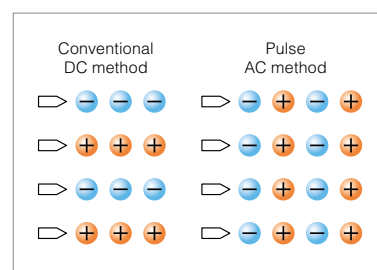 Conventional
DC method
− − −
+ + +
− − −
+ + +
Pulse
AC method
− + − +
− + − +
− + − +
− + − +